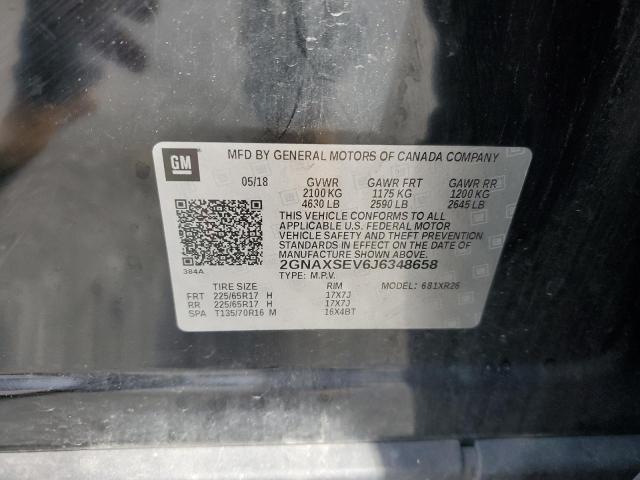 GM
MFD BY GENERAL MOTORS OF CANADA COMPANY
05/18 GVWR GAWR FRT GAWR RR
2100 KG 1175 KG 1200 KG
4630 LB 2590 LB 2645 LB
THIS VEHICLE CONFORMS TO ALL
APPLICABLE U.S. FEDERAL MOTOR
VEHICLE SAFETY AND THEFT PREVENTION
STANDARDS IN EFFECT ON THE DATE OF
MANUFACTURE SHOWN ABOVE.
384A
2GNAXSEV6J6348658
TYPE: M.P.V. MODEL: 681XR26
TIRE SIZE RIM
FRT 225/65R17 H 17X7J
RR 225/65R17 H 17X7J
SPA T135/70R16 M 16X4BT